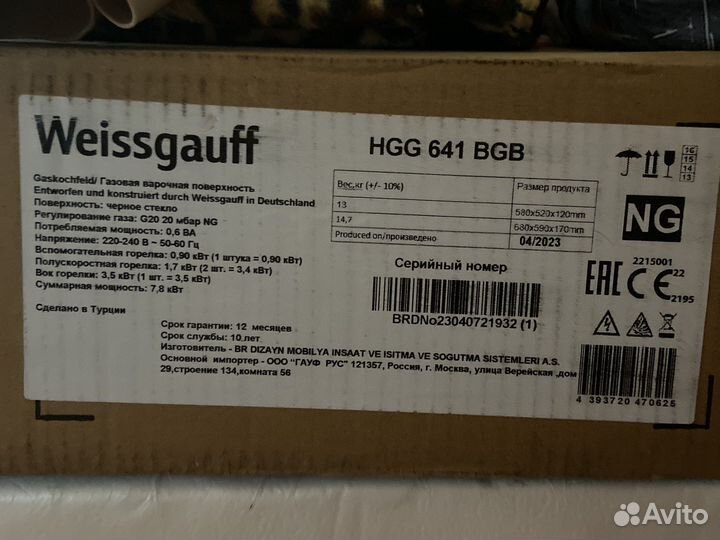 Weissgauff
HGG 641 BGB
Gaskochfeld/ Газовая варочная поверхность
Entworfen und konstruiert durch Weissgauff in Deutschland
Поверхность: черное стекло
Регулирование газа: G20 20 мбар NG
Потребляемая мощность: 0,6 ВА
Напряжение: 220-240 В ~ 50-60 Гц
Вспомогательная горелка: 0,90 кВт (1 штука = 0,90 кВт)
Полускоростная горелка: 1,7 кВт (2 шт. = 3,4 кВт)
Вок горелки: 3,5 кВт (1 шт. = 3,5 кВт)
Суммарная мощность: 7,8 кВт
Сделано в Турции
Вес,кг (+/- 10%) Размер продукта
13 580x520x120mm
14,7 680x590x170mm
Produced on/произведено 04/2023
Серийный номер
BRDNo23040721932 (1)
16
15
14
13
NG
2215001
EAC CE 22
2195
Срок гарантии: 12 месяцев
Срок службы: 10.лет
Изготовитель - BR DIZAYN MOBILYA INSAAT VE ISITMA VE SOGUTMA SISTEMLERI A.S.
Основной импортер - ООО "ГАУФ РУС" 121357, Россия, г. Москва, улица Верейская ,дом
29,строение 134,комната 56
4 393720 470625
Avito